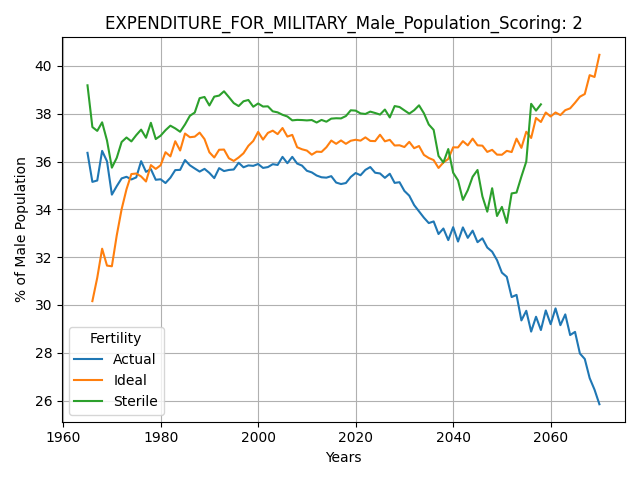 EXPENDITURE_FOR_MILITARY_Male_Population_Scoring: 2
% of Male Population
40
38
36
34
32
30
28
26
Fertility
Actual
Ideal
Sterile
1960 1980 2000 2020 2040 2060
Years